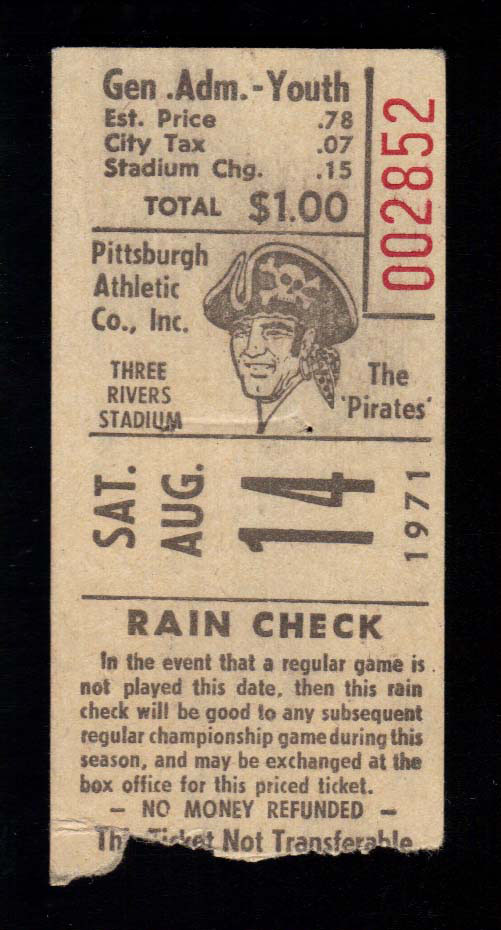 Gen .Adm.-Youth
Est. Price .78
City Tax .07
Stadium Chg. .15
TOTAL $1.00
002852
Pittsburgh
Athletic
Co., Inc.
THREE
RIVERS
STADIUM
The
'Pirates'
SAT.
AUG.
14
1971
RAIN CHECK
In the event that a regular game is
not played this date, then this rain
check will be good to any subsequent
regular championship game during this
season, and may be exchanged at the
box office for this priced ticket.
— NO MONEY REFUNDED —
This Ticket Not Transferable